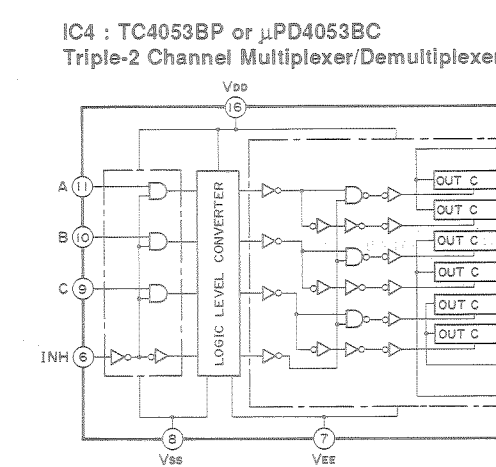 IC4 : TC4053BP or μPD4053BC
Triple-2 Channel Multiplexer/Demultiplexer
VDD
16
A 11
B 10
C 9
INH 6
LOGIC LEVEL CONVERTER
OUT C
OUT C
OUT C
OUT C
OUT C
OUT C
8
VSS
7
VEE